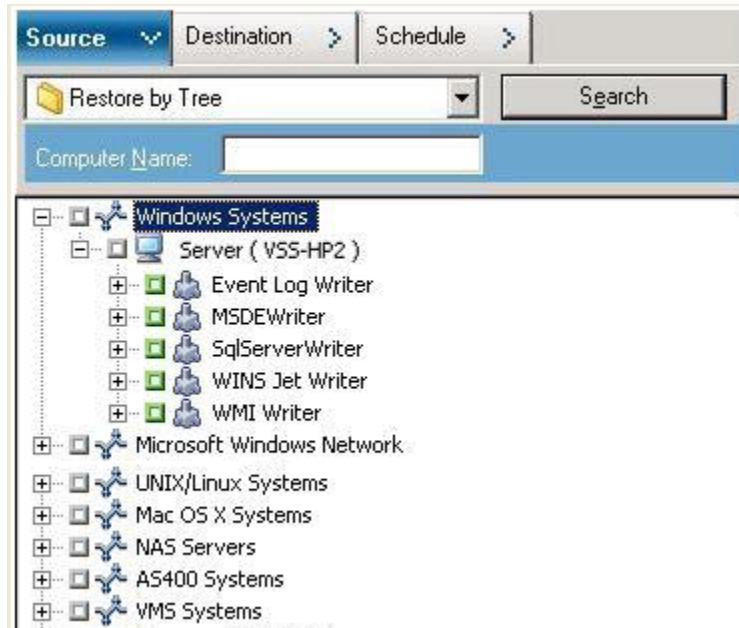 Source Destination Schedule
Restore by Tree Search
Computer Name:
Windows Systems
Server ( VSS-HP2 )
Event Log Writer
MSDEWriter
SqlServerWriter
WINS Jet Writer
WMI Writer
Microsoft Windows Network
UNIX/Linux Systems
Mac OS X Systems
NAS Servers
AS400 Systems
VMS Systems